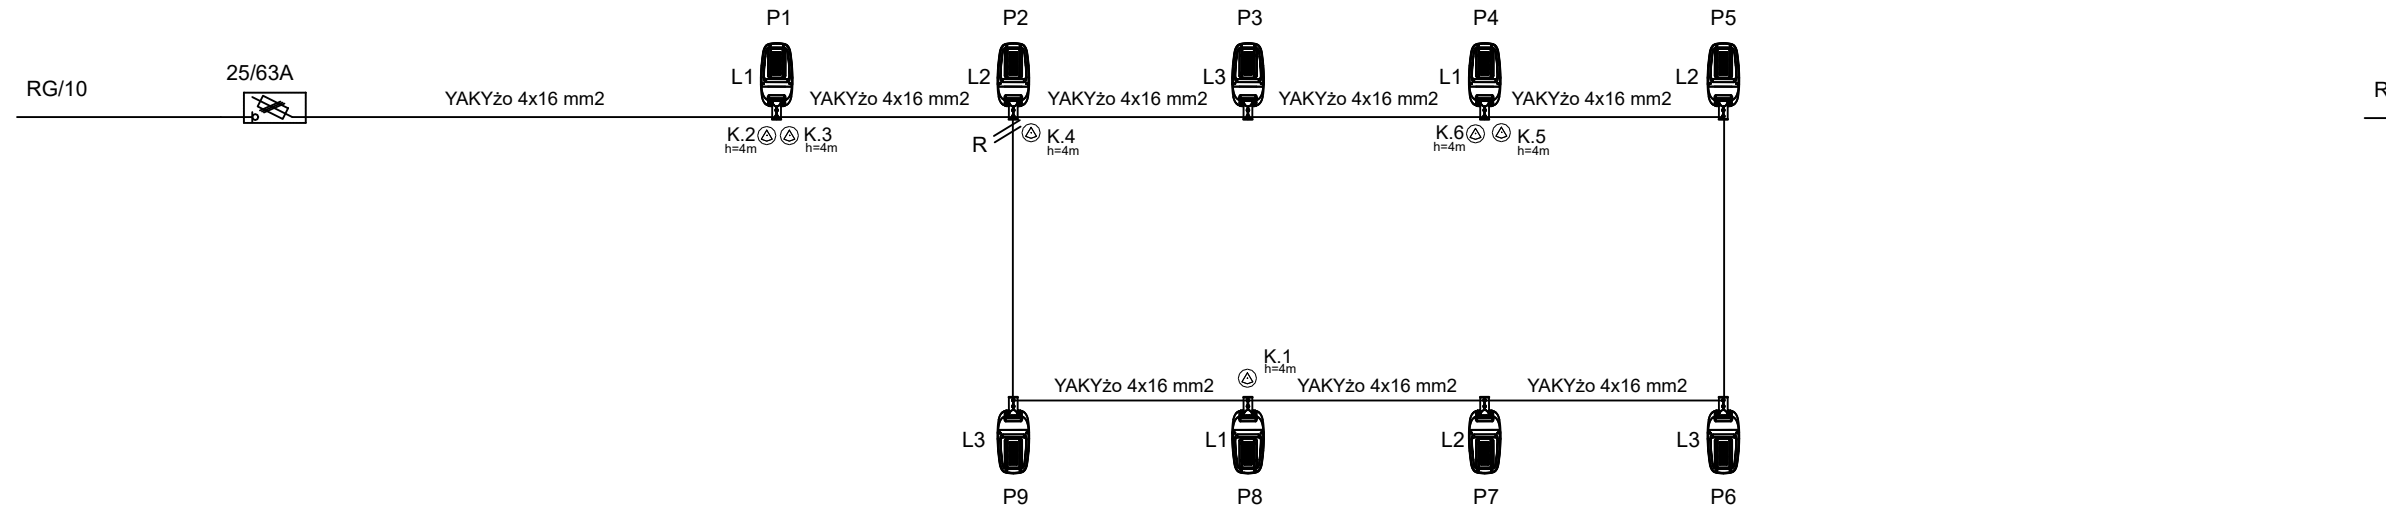 P1 P2 P3 P4 P5
25/63A
RG/10
L1 L2 L3 L1 L2
R
YAKYżo 4x16 mm2 YAKYżo 4x16 mm2 YAKYżo 4x16 mm2 YAKYżo 4x16 mm2 YAKYżo 4x16 mm2
K.2 K.3 K.4 K.6 K.5
h=4m h=4m h=4m h=4m h=4m
R
K.1
h=4m
YAKYżo 4x16 mm2 YAKYżo 4x16 mm2 YAKYżo 4x16 mm2
L3 L1 L2 L3
P9 P8 P7 P6